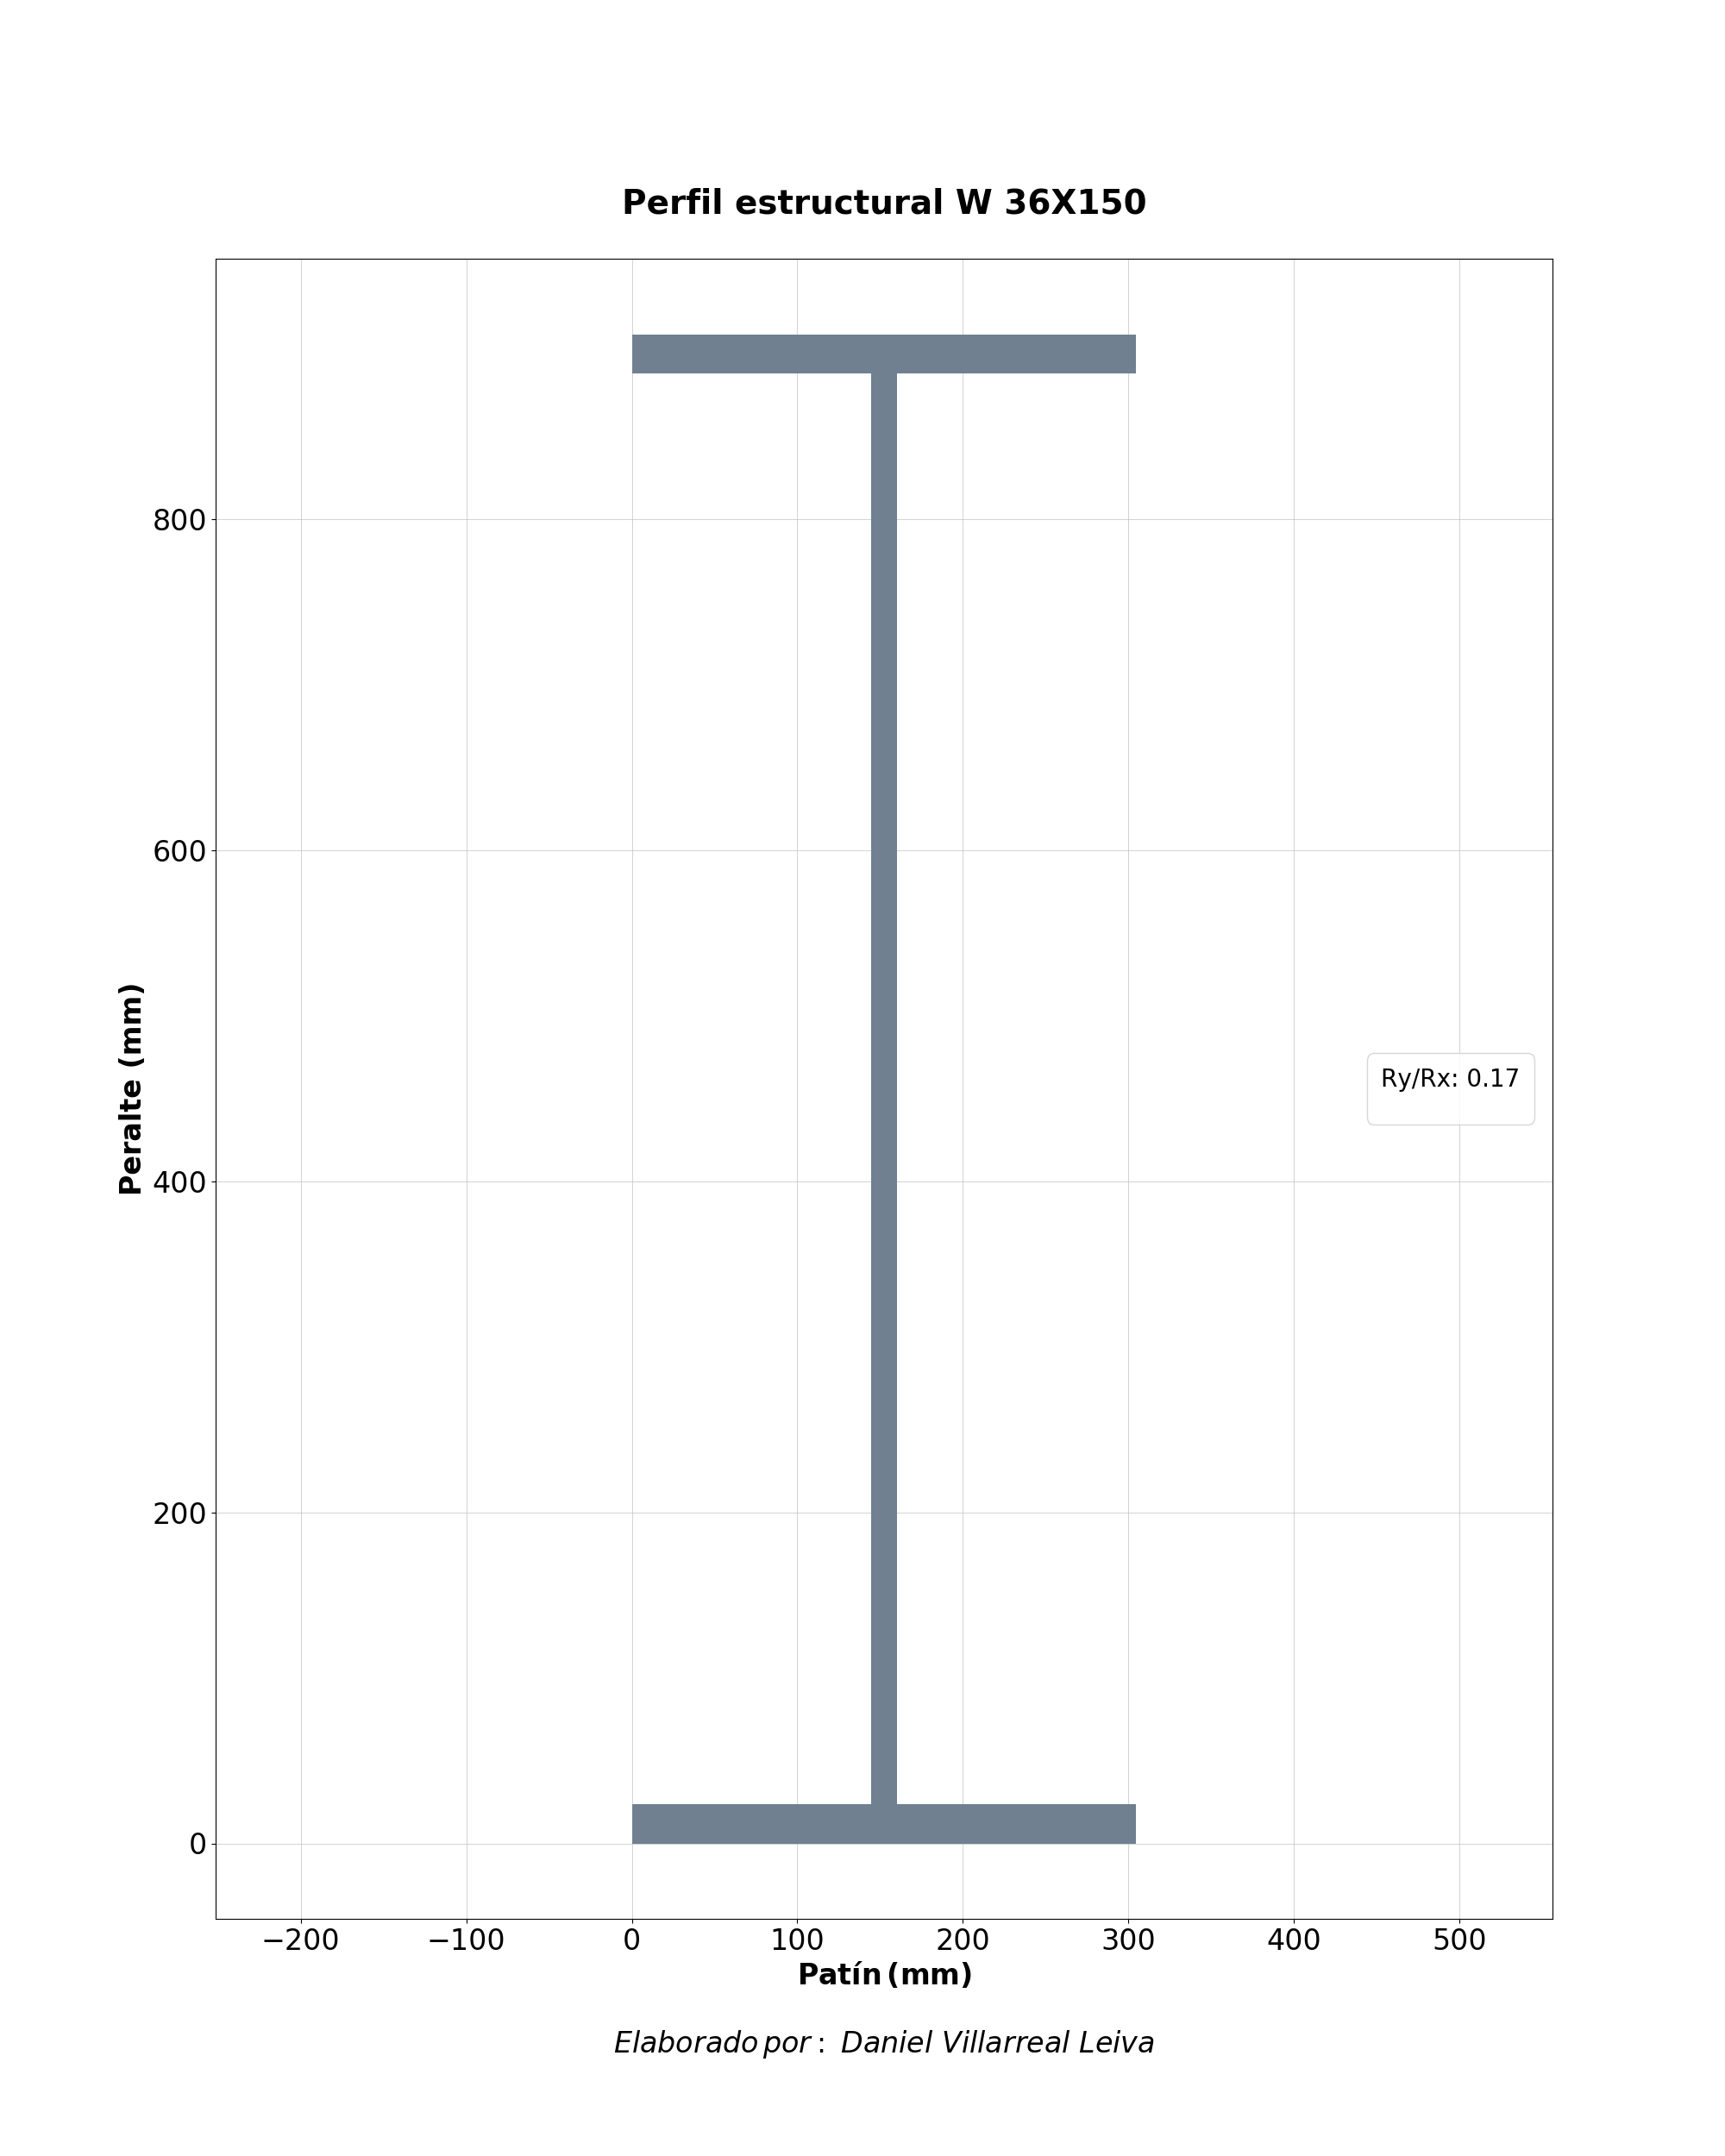 Perfil estructural W 36X150
800
600
400
200
0
Peralte (mm)
Ry/Rx: 0.17
−200 −100 0 100 200 300 400 500
Patín (mm)
Elaborado por: Daniel Villarreal Leiva